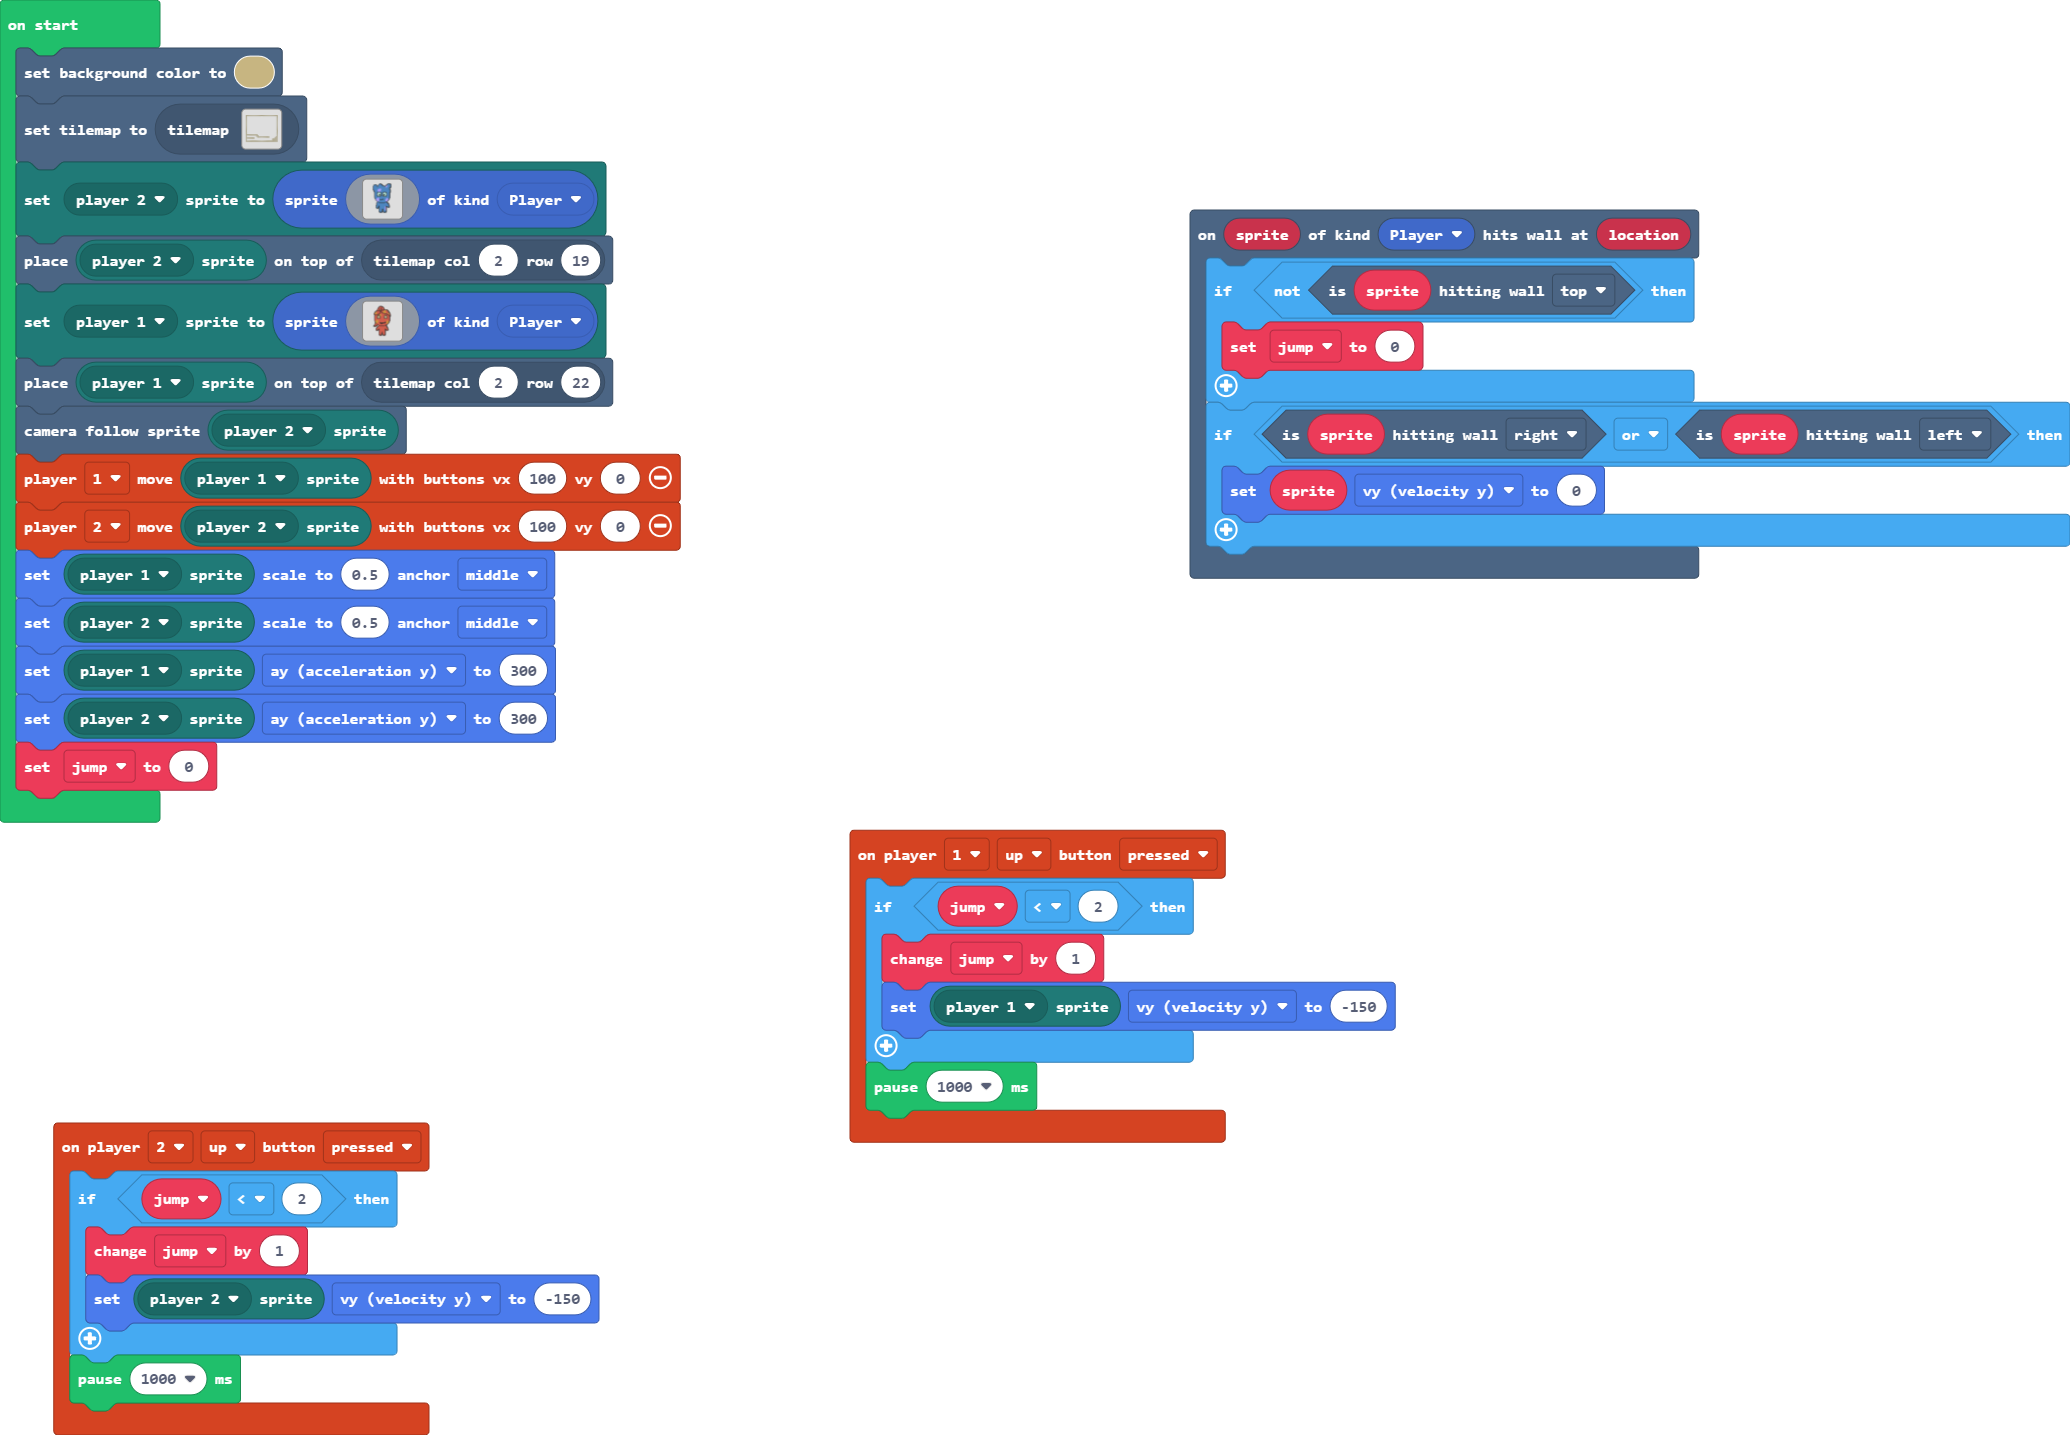 on start
set background color to
set tilemap to tilemap
set player 2 sprite to sprite of kind Player
place player 2 sprite on top of tilemap col 2 row 19
set player 1 sprite to sprite of kind Player
place player 1 sprite on top of tilemap col 2 row 22
camera follow sprite player 2 sprite
player 1 move player 1 sprite with buttons vx 100 vy 0
player 2 move player 2 sprite with buttons vx 100 vy 0
set player 1 sprite scale to 0.5 anchor middle
set player 2 sprite scale to 0.5 anchor middle
set player 1 sprite ay (acceleration y) to 300
set player 2 sprite ay (acceleration y) to 300
set jump to 0
on sprite of kind Player hits wall at location
if not is sprite hitting wall top then
set jump to 0
if is sprite hitting wall right or is sprite hitting wall left then
set sprite vy (velocity y) to 0
on player 1 up button pressed
if jump < 2 then
change jump by 1
set player 1 sprite vy (velocity y) to -150
pause 1000 ms
on player 2 up button pressed
if jump < 2 then
change jump by 1
set player 2 sprite vy (velocity y) to -150
pause 1000 ms